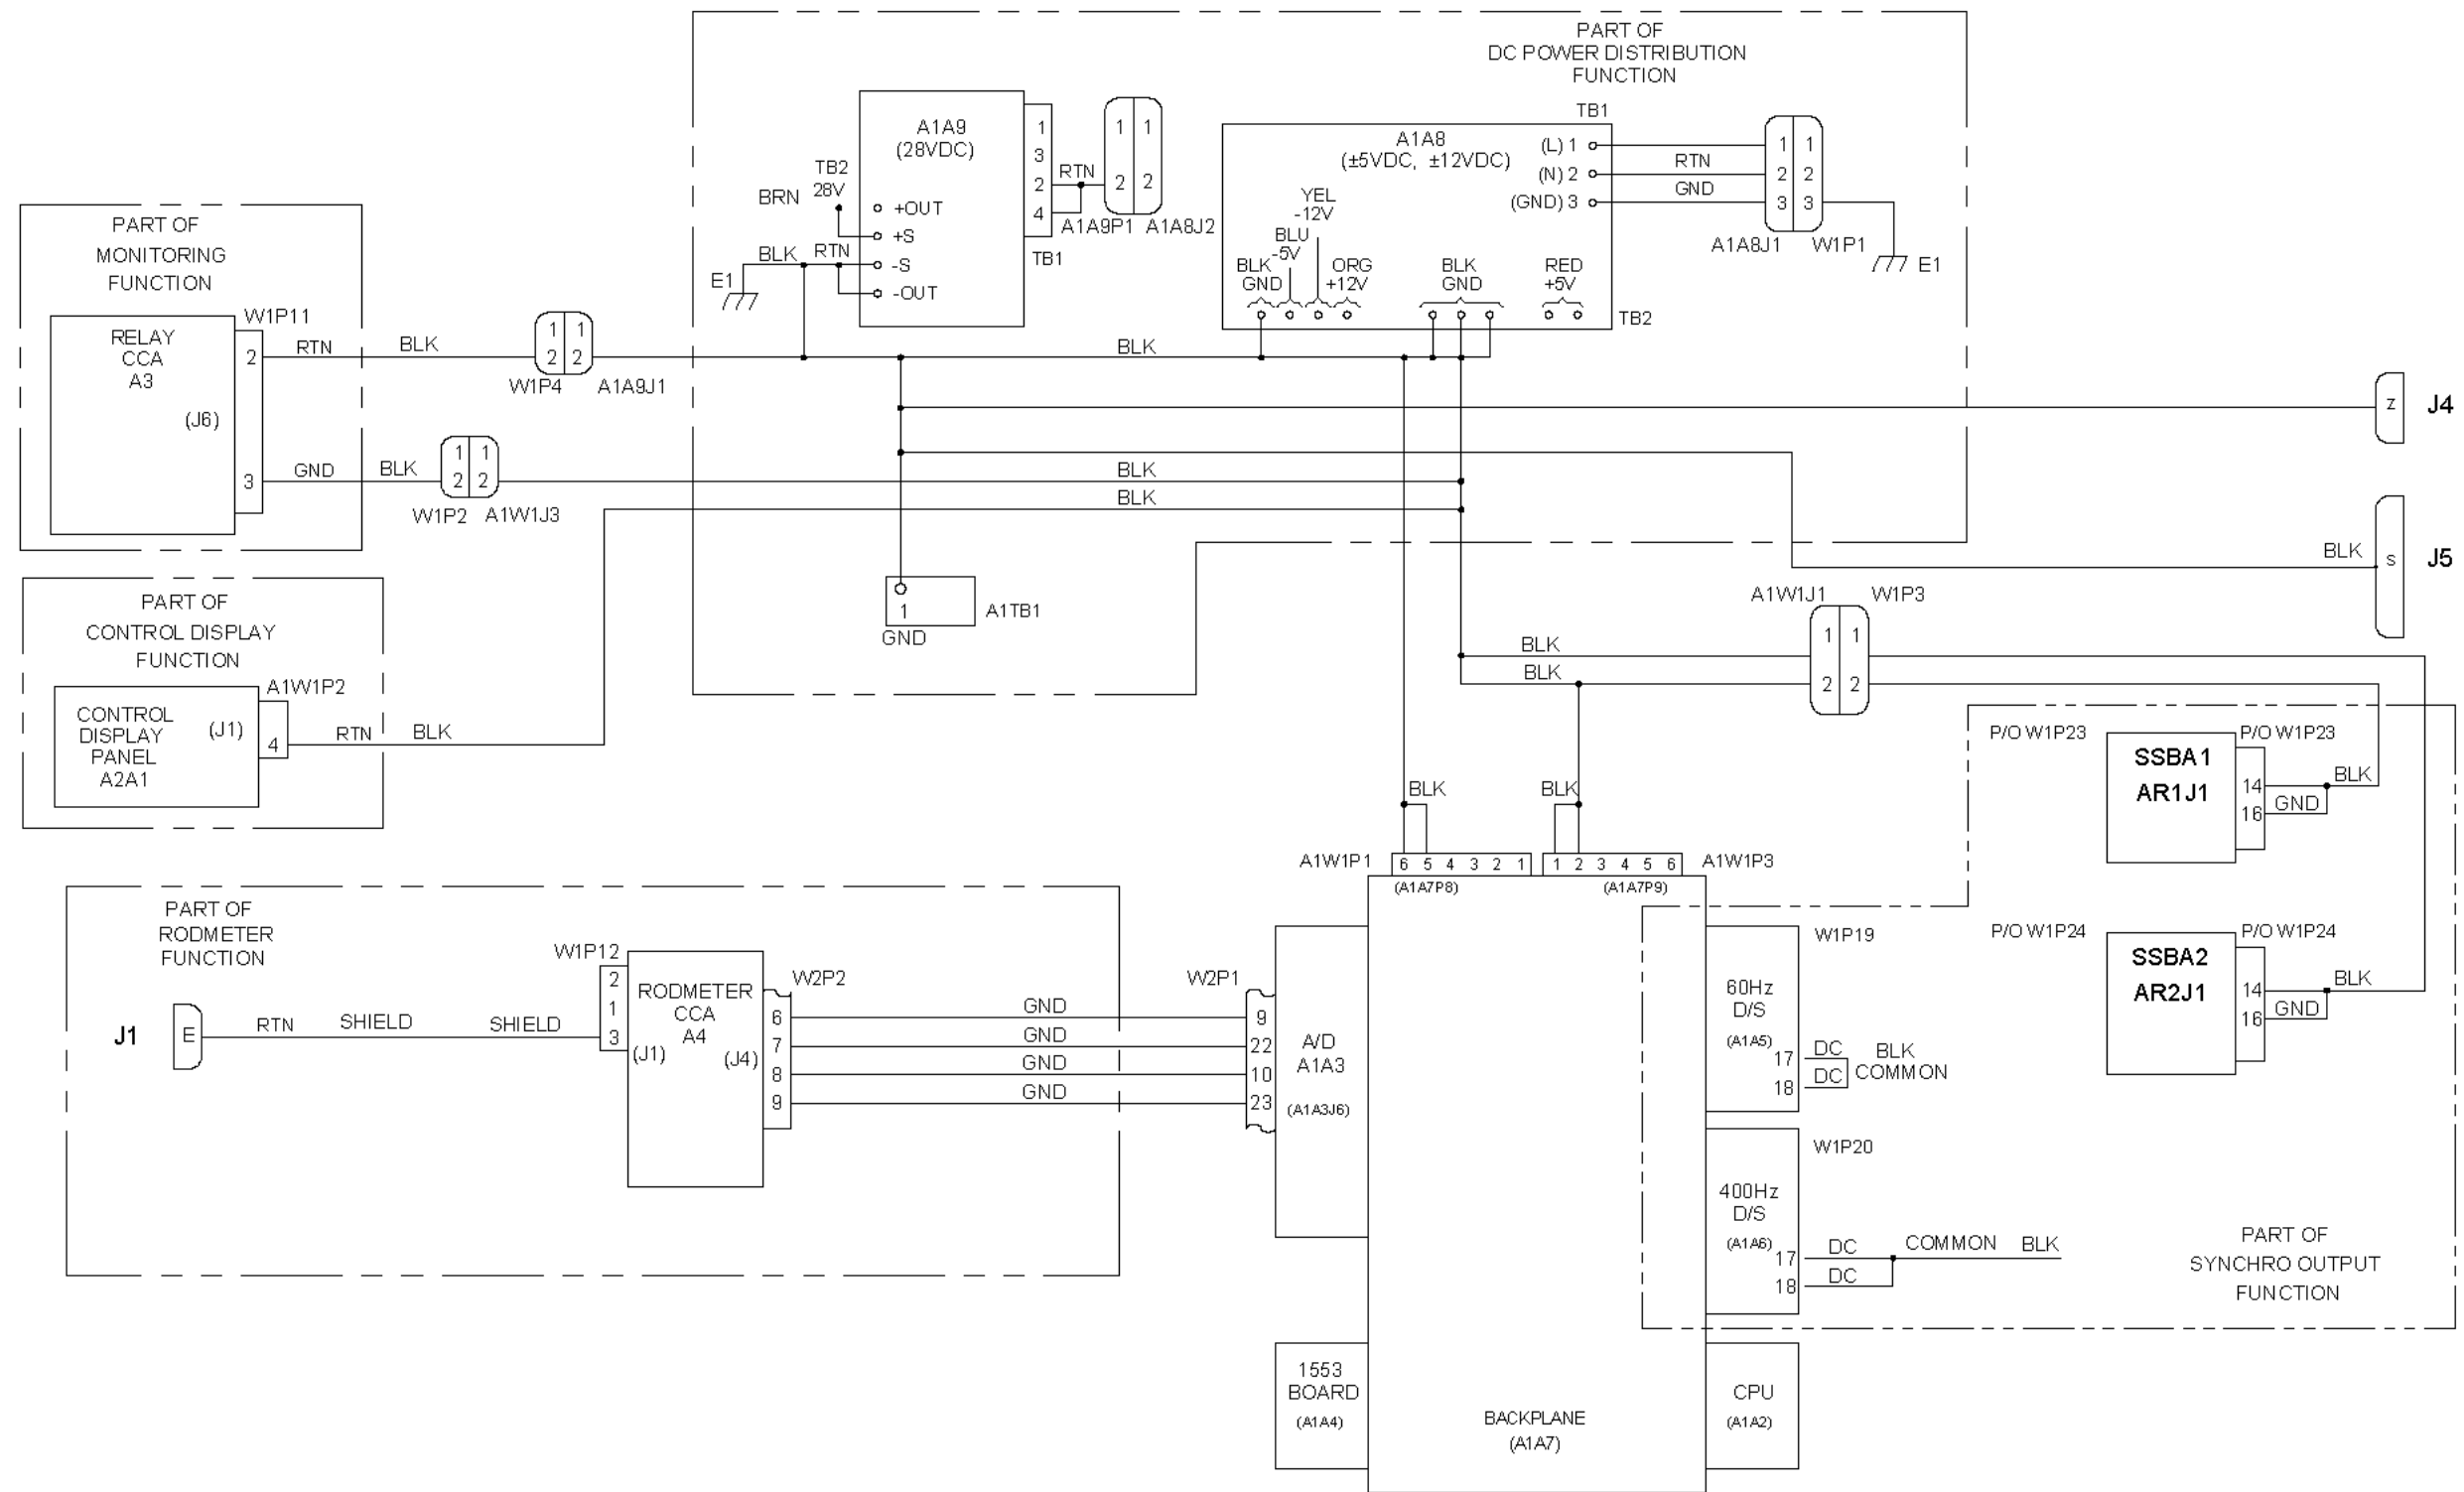 PART OF
DC POWER DISTRIBUTION
FUNCTION
A1A9
(28VDC)
1
3
2
4
RTN
1 1
2 2
A1A9P1 A1A8J2
TB1
TB2
28V
BRN
+OUT
+S
BLK RTN
-S
-OUT
E1
TB1
A1A8
(±5VDC, ±12VDC)
(L) 1
(N) 2
(GND) 3
RTN
GND
1 1
2 2
3 3
A1A8J1 W1P1
E1
YEL
-12V
BLU
-5V
BLK
GND
ORG
+12V
BLK
GND
RED
+5V
TB2
PART OF
MONITORING
FUNCTION
W1P11
RELAY
CCA
A3
(J6)
2
3
RTN
BLK
1 1
2 2
W1P4 A1A9J1
BLK
GND
BLK
1 1
2 2
W1P2 A1W1J3
BLK
BLK
Z
J4
BLK
S
J5
1
A1TB1
GND
PART OF
CONTROL DISPLAY
FUNCTION
A1W1P2
CONTROL
DISPLAY
PANEL
A2A1
(J1)
4
RTN
BLK
A1W1J1 W1P3
BLK
BLK
1 1
2 2
P/O W1P23
P/O W1P23
SSBA1
AR1J1
14
16
BLK
GND
BLK
BLK
A1W1P1
6 5 4 3 2 1
1 2 3 4 5 6
A1W1P3
(A1A7P8)
(A1A7P9)
P/O W1P24
P/O W1P24
SSBA2
AR2J1
14
16
BLK
GND
PART OF
RODMETER
FUNCTION
J1
E
RTN
SHIELD
SHIELD
W1P12
2
1
3
RODMETER
CCA
A4
(J1)
(J4)
W2P2
6
7
8
9
GND
GND
GND
GND
W2P1
9
22
10
23
A/D
A1A3
(A1A3J6)
W1P19
60Hz
D/S
(A1A5)
17
18
DC
DC
BLK
COMMON
W1P20
400Hz
D/S
(A1A6)
17
18
DC
DC
COMMON BLK
PART OF
SYNCHRO OUTPUT
FUNCTION
1553
BOARD
(A1A4)
BACKPLANE
(A1A7)
CPU
(A1A2)